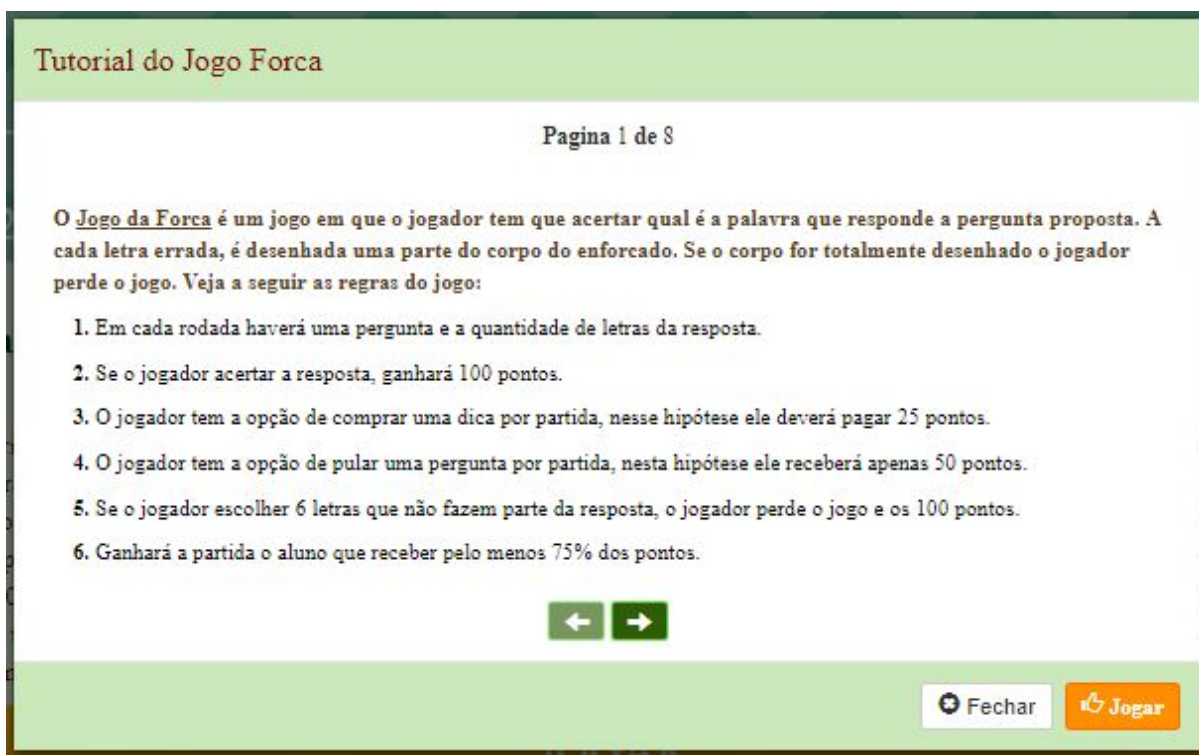 Tutorial do Jogo Forca
Pagina 1 de 8
O Jogo da Forca é um jogo em que o jogador tem que acertar qual é a palavra que responde a pergunta proposta. A
cada letra errada, é desenhada uma parte do corpo do enforcado. Se o corpo for totalmente desenhado o jogador
perde o jogo. Veja a seguir as regras do jogo:
1. Em cada rodada haverá uma pergunta e a quantidade de letras da resposta.
2. Se o jogador acertar a resposta, ganhará 100 pontos.
3. O jogador tem a opção de comprar uma dica por partida, nesse hipótese ele deverá pagar 25 pontos.
4. O jogador tem a opção de pular uma pergunta por partida, nesta hipótese ele receberá apenas 50 pontos.
5. Se o jogador escolher 6 letras que não fazem parte da resposta, o jogador perde o jogo e os 100 pontos.
6. Ganhará a partida o aluno que receber pelo menos 75% dos pontos.
Fechar Jogar